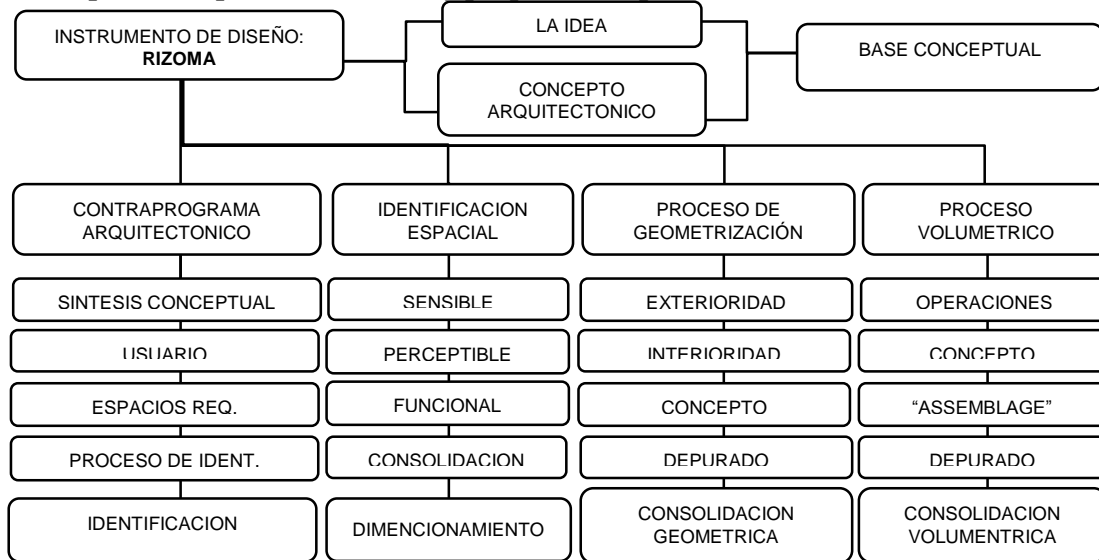 INSTRUMENTO DE DISEÑO:
RIZOMA
LA IDEA
CONCEPTO
ARQUITECTONICO
BASE CONCEPTUAL
CONTRAPROGRAMA
ARQUITECTONICO
SINTESIS CONCEPTUAL
USUARIO
ESPACIOS REQ.
PROCESO DE IDENT.
IDENTIFICACION
IDENTIFICACION
ESPACIAL
SENSIBLE
PERCEPTIBLE
FUNCIONAL
CONSOLIDACION
DIMENCIONAMIENTO
PROCESO DE
GEOMETRIZACIÓN
EXTERIORIDAD
INTERIORIDAD
CONCEPTO
DEPURADO
CONSOLIDACION
GEOMETRICA
PROCESO
VOLUMETRICO
OPERACIONES
CONCEPTO
“ASSEMBLAGE”
DEPURADO
CONSOLIDACION
VOLUMENTRICA